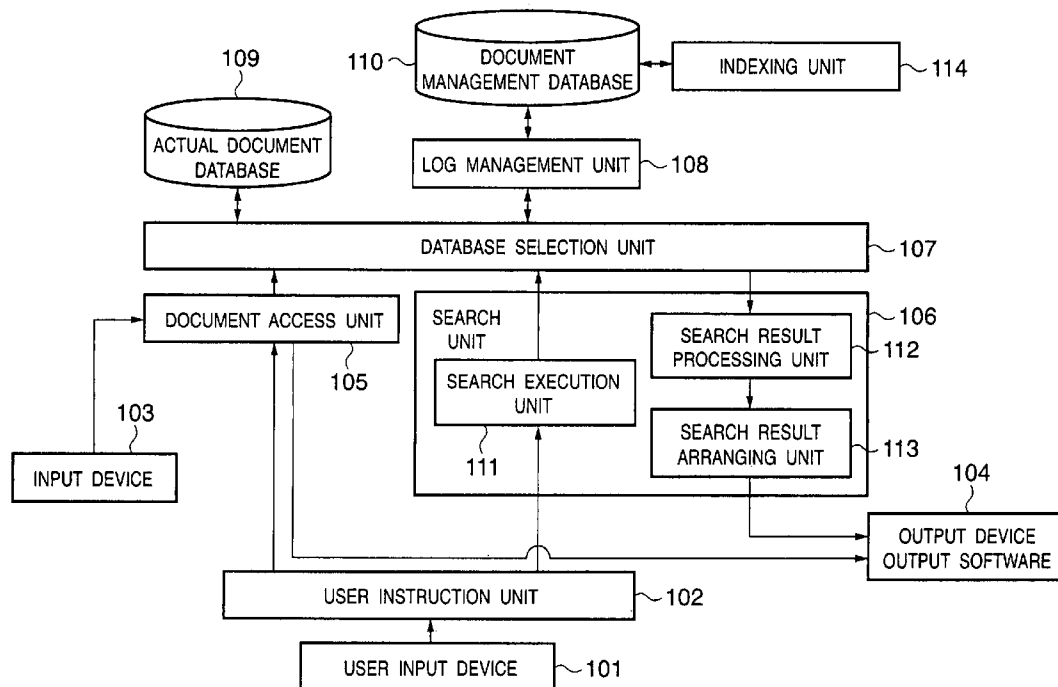 110
DOCUMENT
MANAGEMENT DATABASE
INDEXING UNIT
114
109
ACTUAL DOCUMENT
DATABASE
LOG MANAGEMENT UNIT
108
DATABASE SELECTION UNIT
107
DOCUMENT ACCESS UNIT
105
SEARCH
UNIT
106
SEARCH RESULT
PROCESSING UNIT
112
SEARCH EXECUTION
UNIT
111
SEARCH RESULT
ARRANGING UNIT
113
103
INPUT DEVICE
104
OUTPUT DEVICE
OUTPUT SOFTWARE
USER INSTRUCTION UNIT
102
USER INPUT DEVICE
101